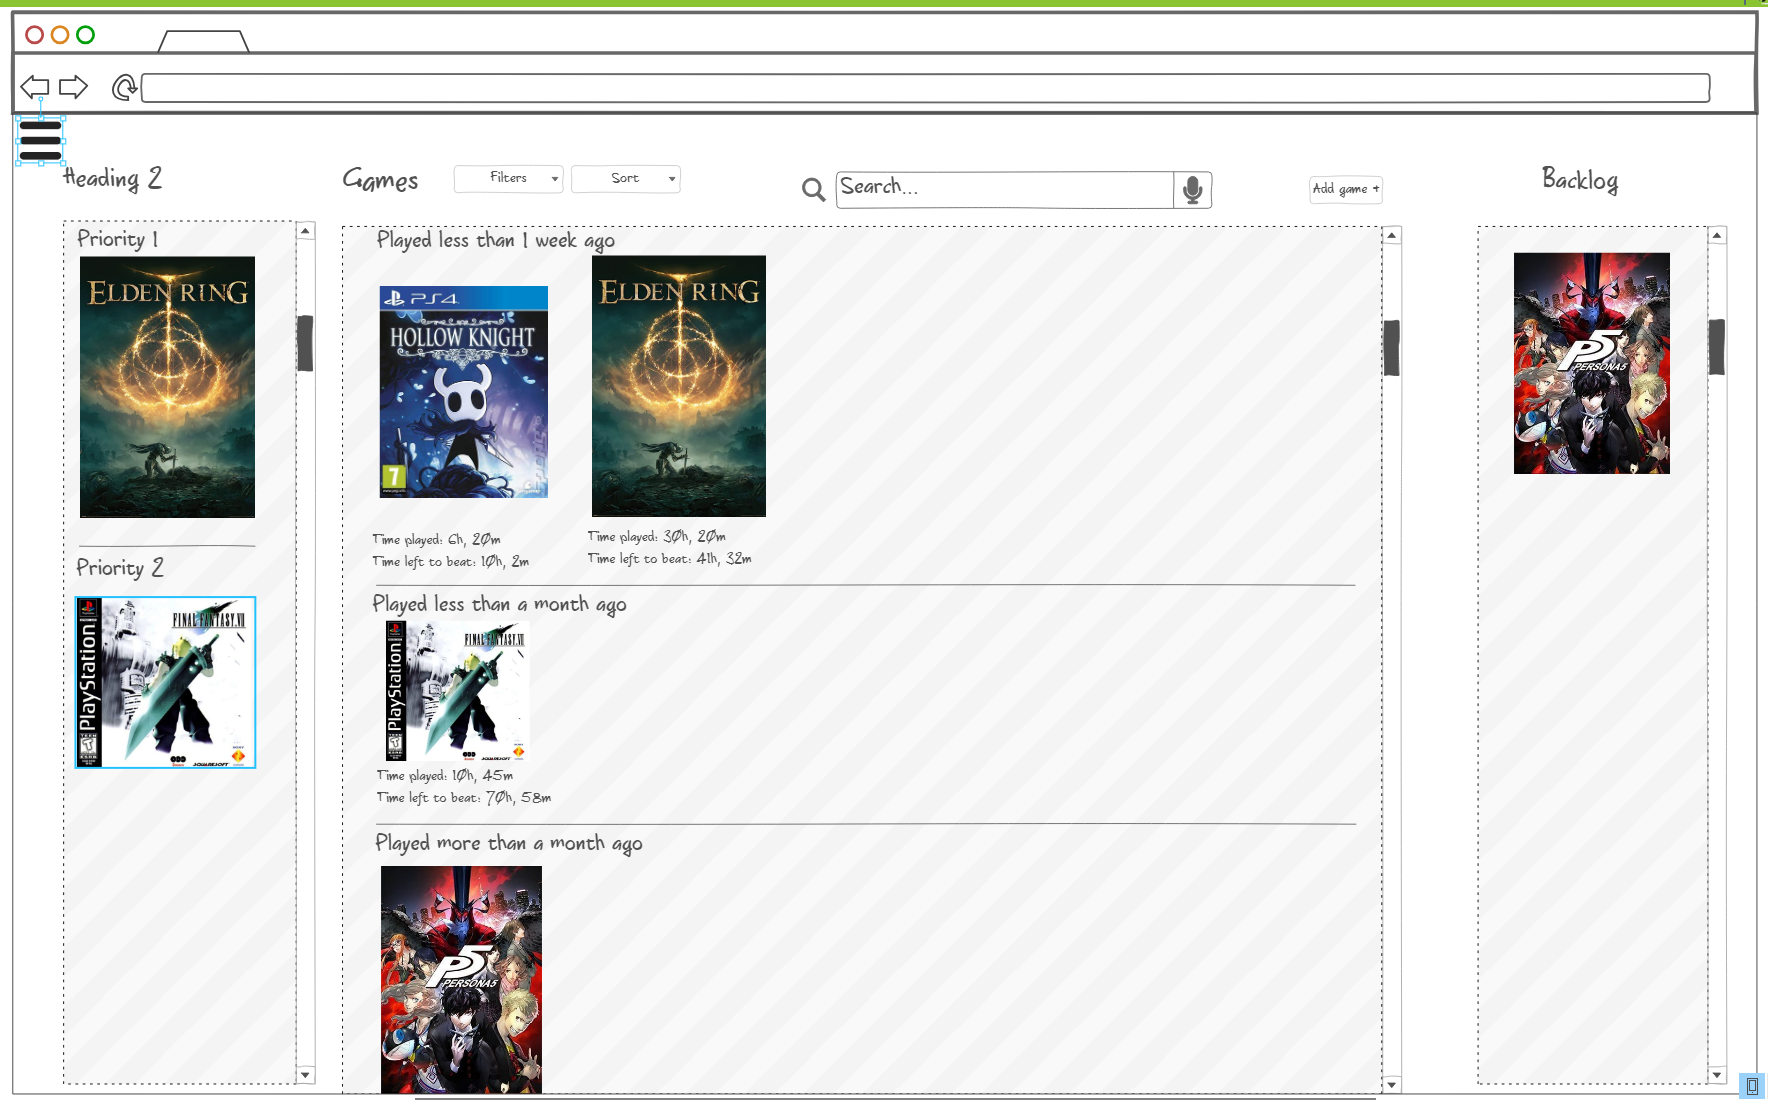 Heading 2
Games
Filters
Sort
Search...
Add game +
Backlog
Priority 1
ELDEN RING
Priority 2
PlayStation
FINAL FANTASY VII
SQUARESOFT
Played less than 1 week ago
PS4
HOLLOW KNIGHT
7
Time played: 6h, 20m
Time left to beat: 10h, 2m
ELDEN RING
Time played: 30h, 20m
Time left to beat: 41h, 32m
Played less than a month ago
PlayStation
FINAL FANTASY VII
SQUARESOFT
Time played: 10h, 45m
Time left to beat: 70h, 58m
Played more than a month ago
P5
PERSONA5
P5
PERSONA5